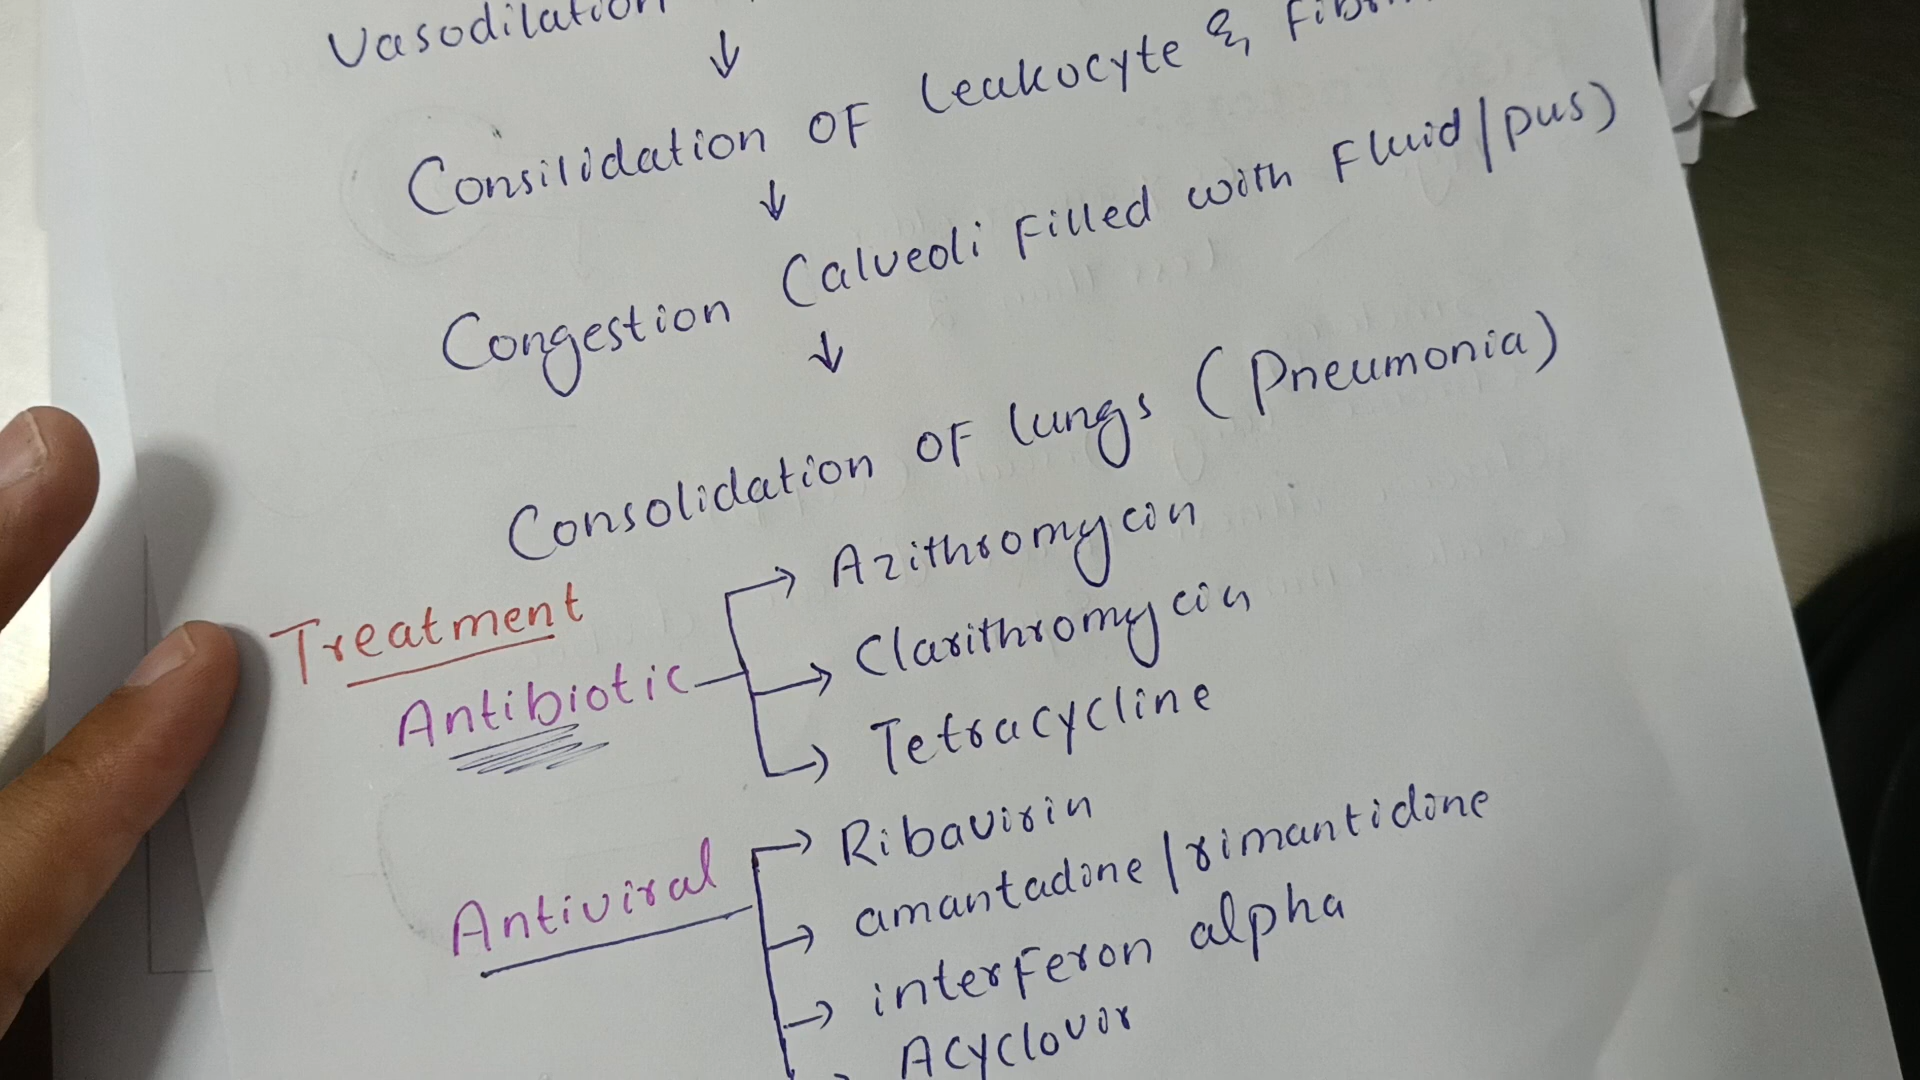 Vasodilation
↓
Consilidation OF Leukocyte &
↓
Congestion (alveoli Filled with Fluid/pus)
↓
Consolidation OF lungs (Pneumonia)
Treatment
Antibiotic → Azithromycin
→ Clarithromycin
→ Tetracycline
Antiviral → Ribavirin
→ amantadine/rimantidine
→ interferon alpha
→ Acyclovir